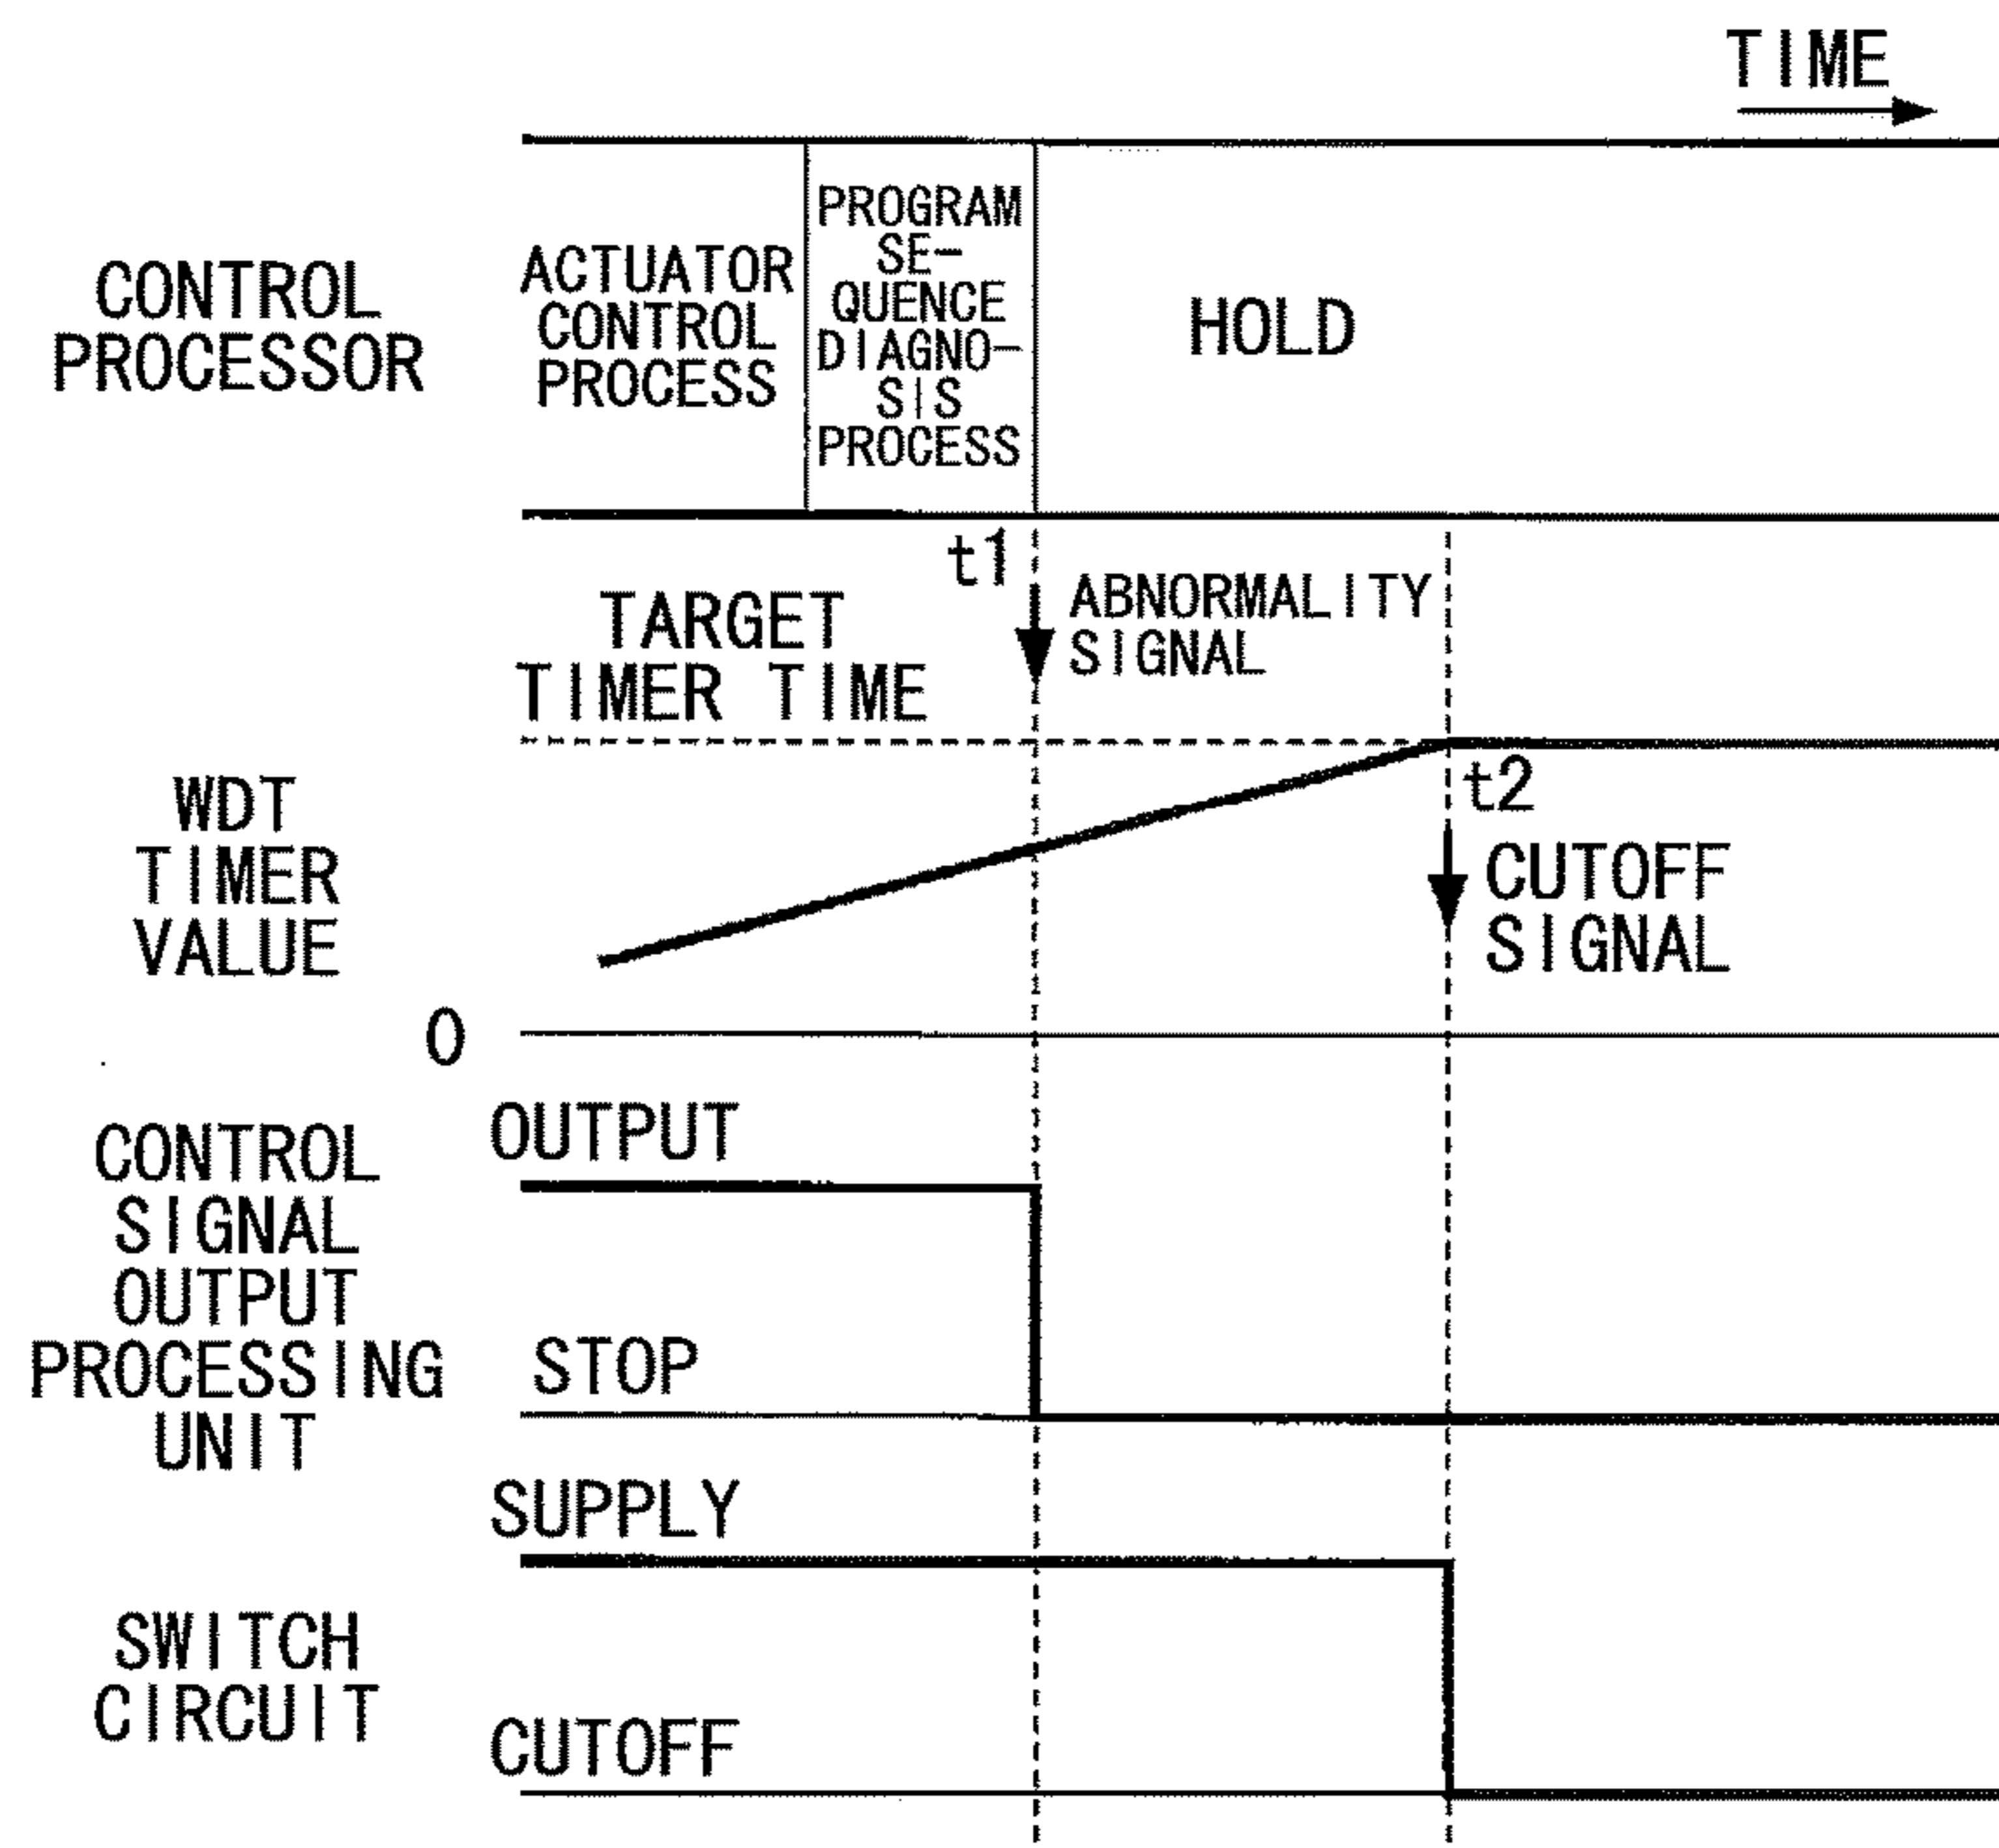 TIME
CONTROL
PROCESSOR
ACTUATOR
CONTROL
PROCESS
PROGRAM
SE-
QUENCE
DIAGNO-
SIS
PROCESS
HOLD
t1
ABNORMALITY
SIGNAL
TARGET
TIMER TIME
WDT
TIMER
VALUE
t2
CUTOFF
SIGNAL
0
CONTROL
SIGNAL
OUTPUT
PROCESSING
UNIT
OUTPUT
STOP
SWITCH
CIRCUIT
SUPPLY
CUTOFF